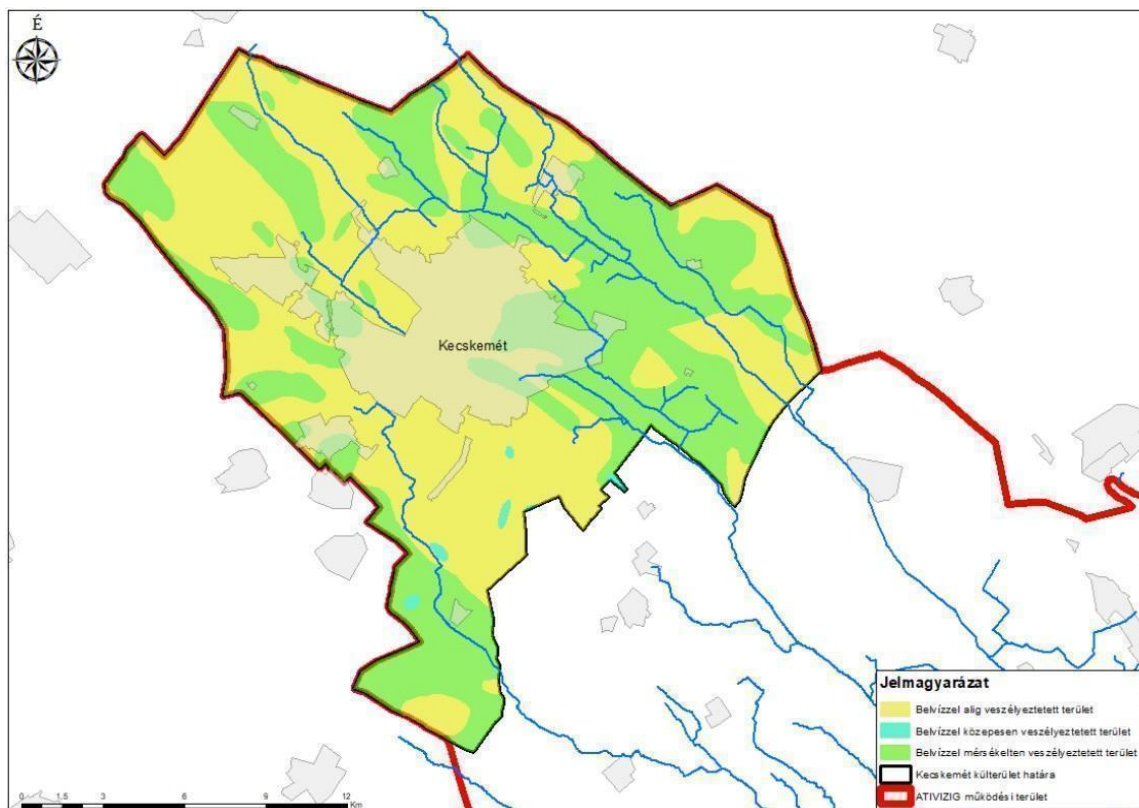 É
Kecskemét
Jelmagyarázat
Belvízzel alig veszélyeztetett terület
Belvízzel közepesen veszélyeztetett terület
Belvízzel mérsékelten veszélyeztetett terület
Kecskemét külterület határa
ATIVIZIG működési terület
0 1,5 3 6 9 12
Km